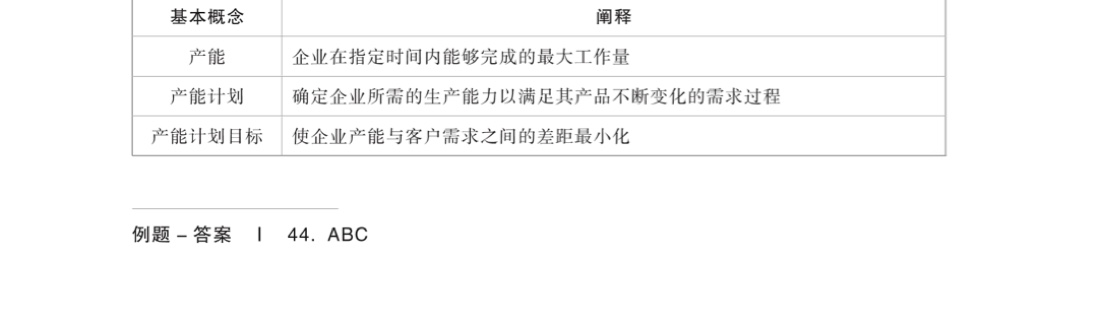 基本概念 阐释
产能 企业在指定时间内能够完成的最大工作量
产能计划 确定企业所需的生产能力以满足其产品不断变化的需求过程
产能计划目标 使企业产能与客户需求之间的差距最小化
例题 – 答案 I 44. ABC